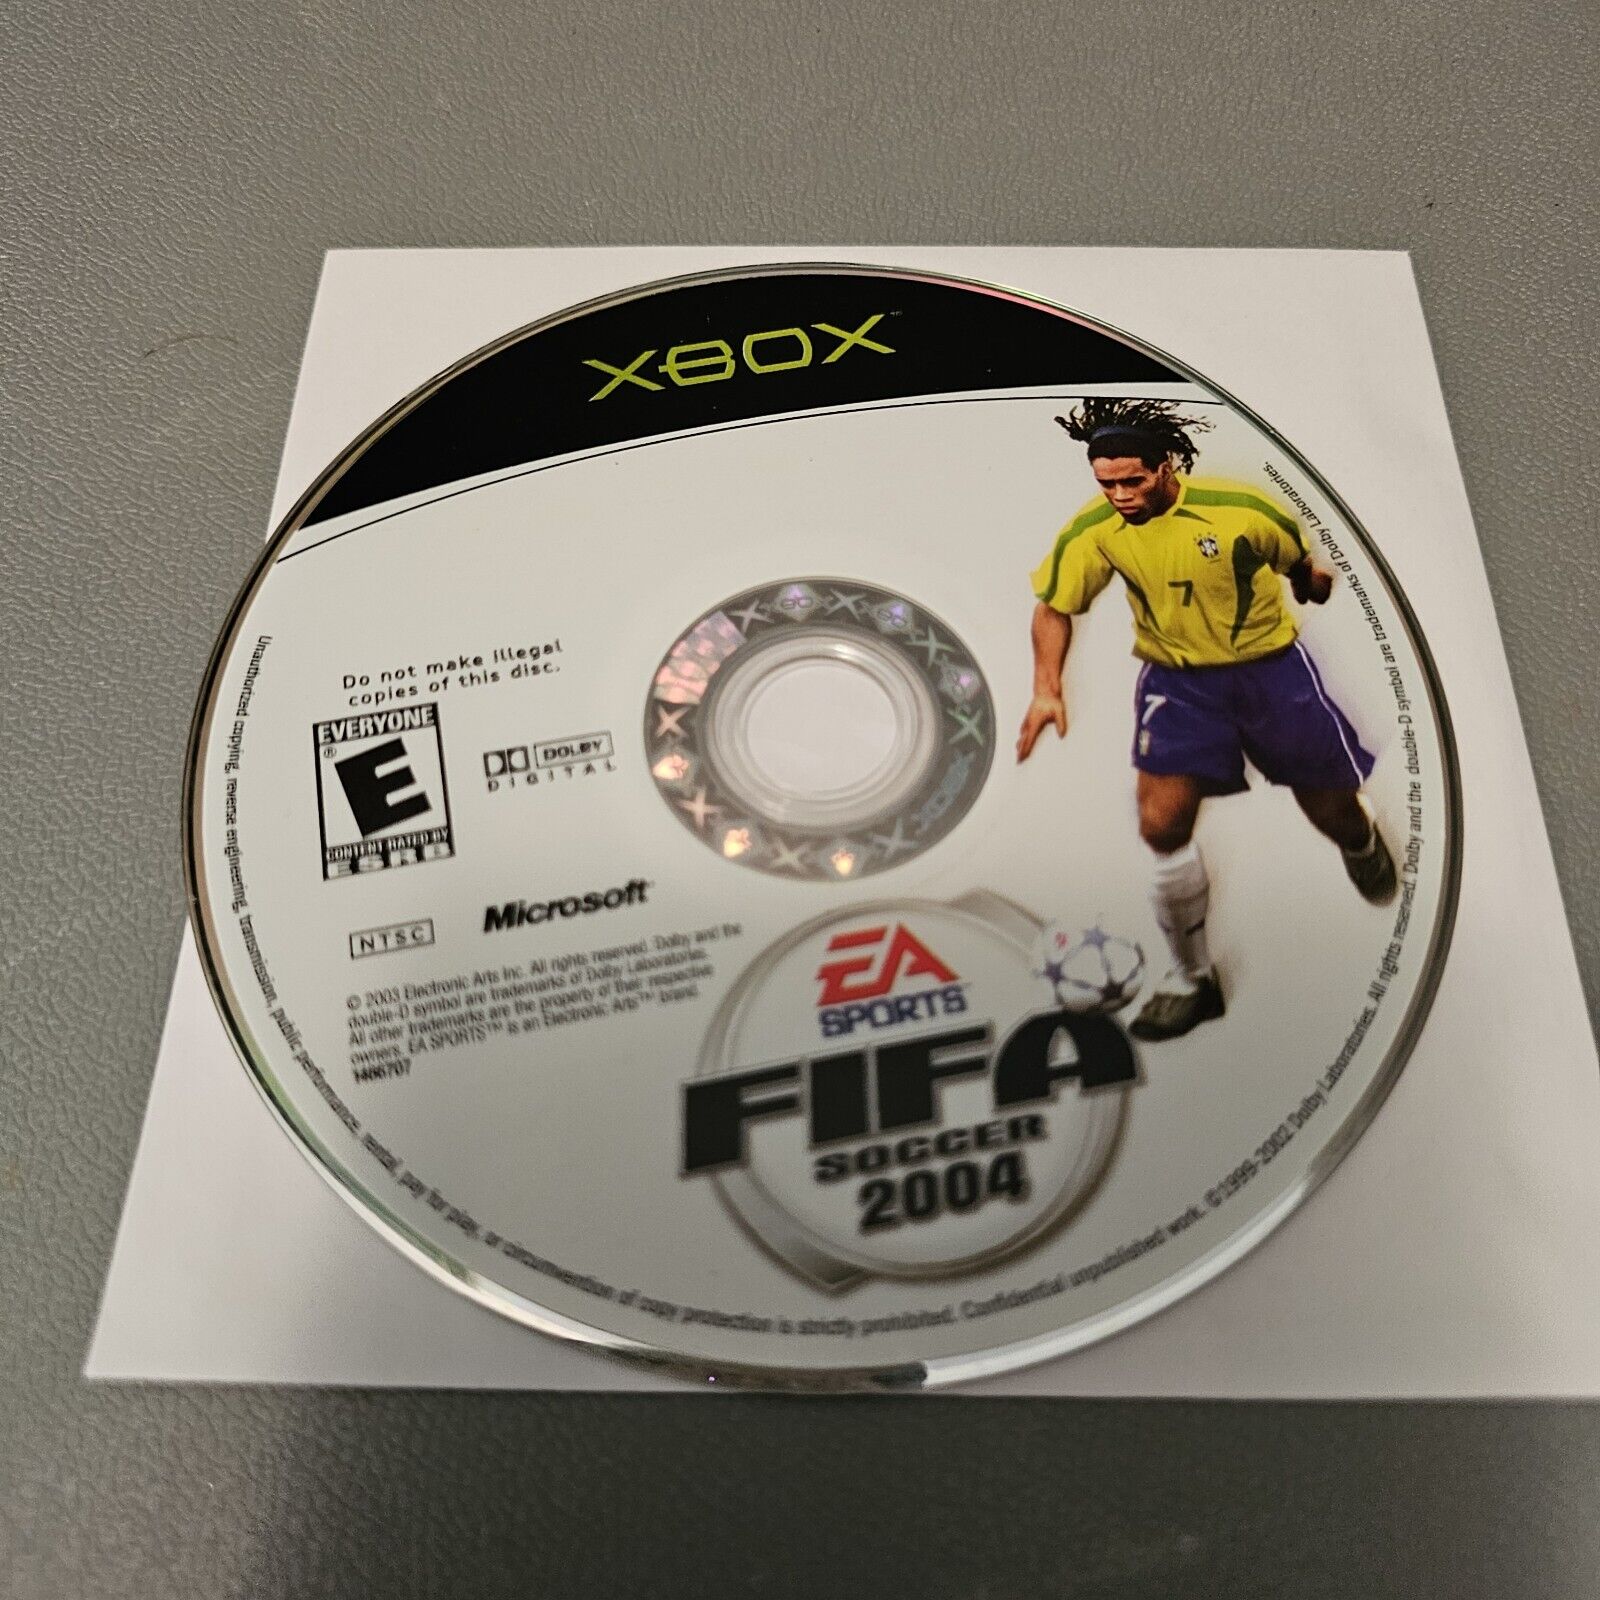 XBOX™
Do not make illegal
copies of this disc.
EVERYONE
E
®
CONTENT RATED BY
ESRB
DOLBY
DIGITAL
NTSC
Microsoft
© 2003 Electronic Arts Inc. All rights reserved. Dolby and the
double-D symbol are trademarks of Dolby Laboratories.
All other trademarks are the property of their respective
owners. EA SPORTS™ is an Electronic Arts™ brand.
1466707
7
7
EA
SPORTS™
FIFA
SOCCER
2004
Unauthorized copying, reverse engineering, transmission, public performance, rental, pay for play, or circumvention of copy protection is strictly prohibited. Confidential unpublished work. ©1999-2002 Dolby Laboratories. All rights reserved. Dolby and the double-D symbol are trademarks of Dolby Laboratories.